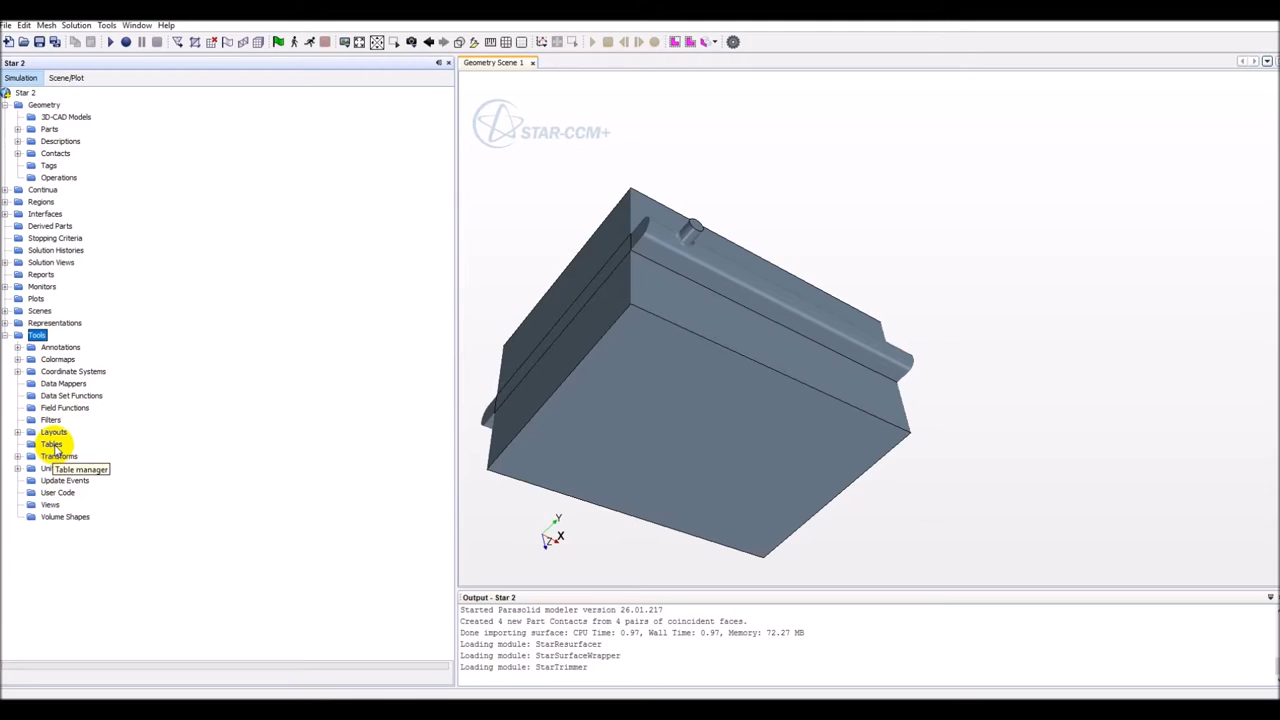 File Edit Mesh Solution Tools Window Help
Star 2
Geometry Scene 1
Simulation Scene/Plot
Star 2
Geometry
3D-CAD Models
Parts
Descriptions
Contacts
Tags
Operations
Continua
Regions
Interfaces
Derived Parts
Stopping Criteria
Solution Histories
Solution Views
Reports
Monitors
Plots
Scenes
Representations
Tools
Annotations
Colormaps
Coordinate Systems
Data Mappers
Data Set Functions
Field Functions
Filters
Layouts
Tables
Transforms
Uni
Table manager
Update Events
User Code
Views
Volume Shapes
STAR-CCM+
Y
Z
X
Output - Star 2
Started Parasolid modeler version 26.01.217
Created 4 new Part Contacts from 4 pairs of coincident faces.
Done importing surface: CPU Time: 0.97, Wall Time: 0.97, Memory: 72.27 MB
Loading module: StarResurfacer
Loading module: StarSurfaceWrapper
Loading module: StarTrimmer